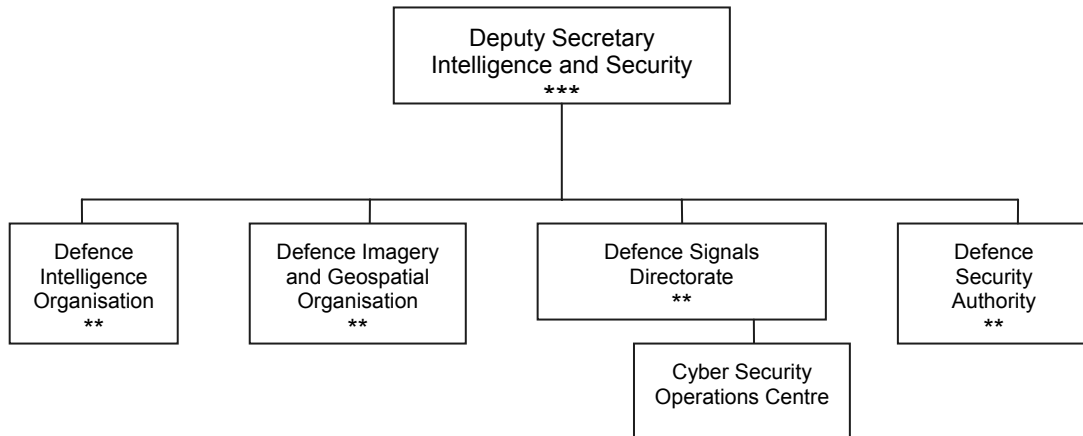 Deputy Secretary
Intelligence and Security
***
Defence
Intelligence
Organisation
**
Defence Imagery
and Geospatial
Organisation
**
Defence Signals
Directorate
**
Defence
Security
Authority
**
Cyber Security
Operations Centre